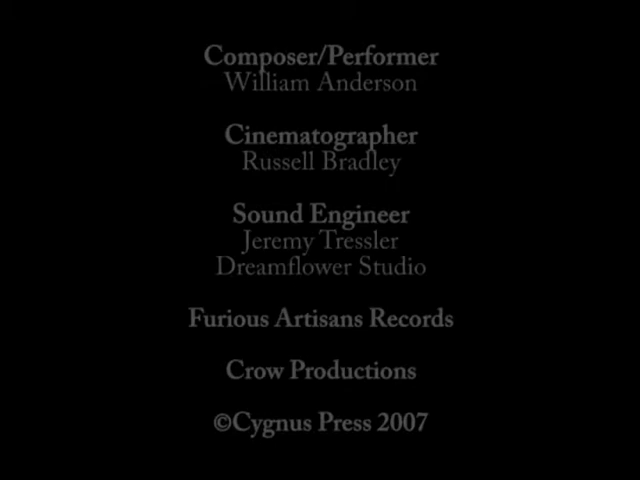 Composer/Performer
William Anderson
Cinematographer
Russell Bradley
Sound Engineer
Jeremy Tressler
Dreamflower Studio
Furious Artisans Records
Crow Productions
©Cygnus Press 2007